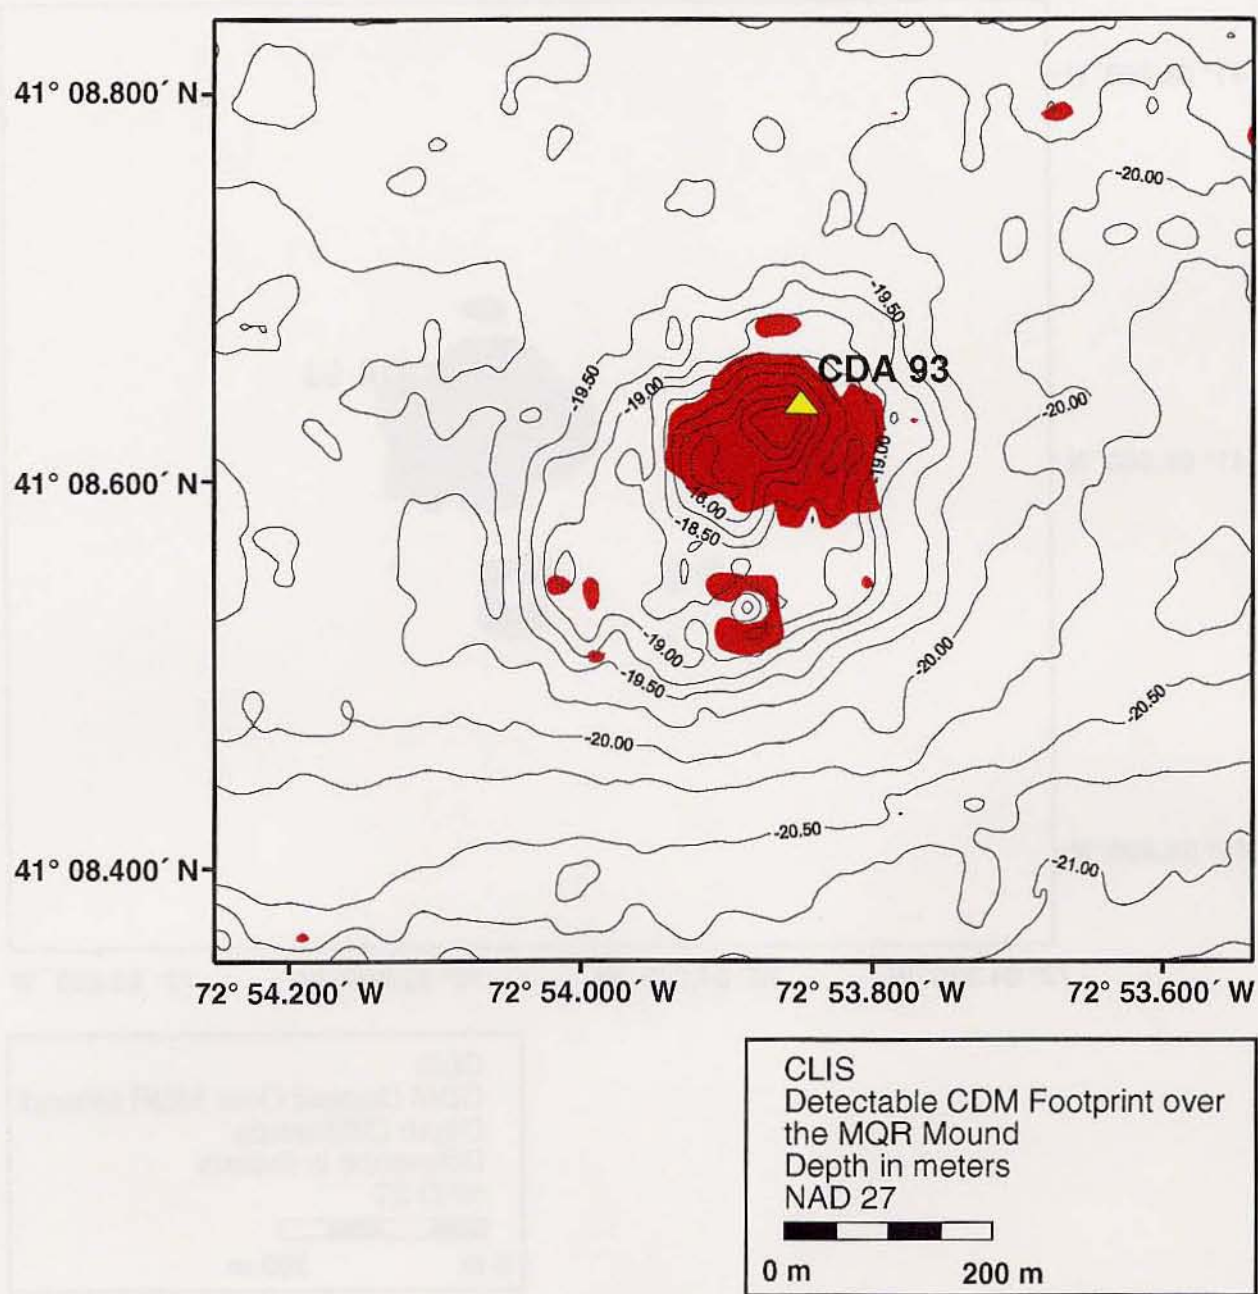 41° 08.800´ N
41° 08.600´ N
41° 08.400´ N
-20.00
-19.50
CDA 93
-19.50
-19.00
-20.00
-19.00
18.00
-18.50
-19.00
-19.50
-20.00
-20.50
-20.00
-20.50
-21.00
72° 54.200´ W
72° 54.000´ W
72° 53.800´ W
72° 53.600´ W
CLIS
Detectable CDM Footprint over
the MQR Mound
Depth in meters
NAD 27
0 m
200 m